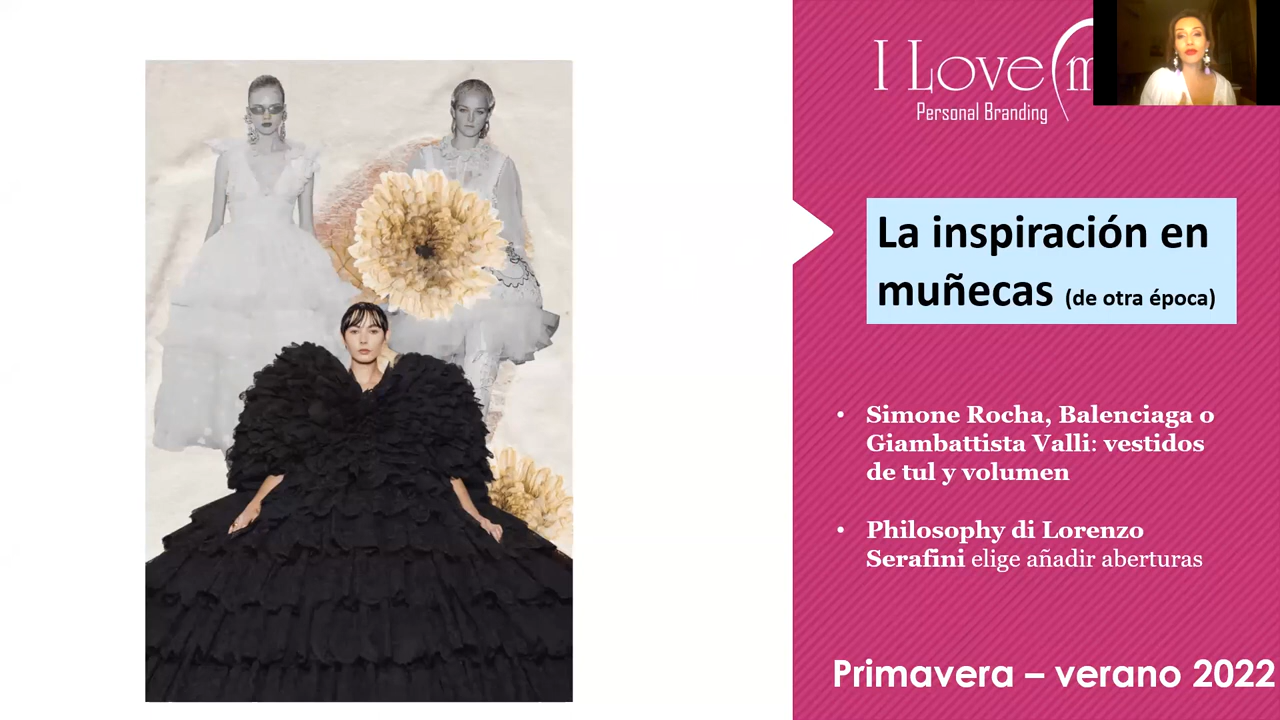 I Love m
Personal Branding
La inspiración en
muñecas (de otra época)
• Simone Rocha, Balenciaga o
Giambattista Valli: vestidos
de tul y volumen
• Philosophy di Lorenzo
Serafini elige añadir aberturas
Primavera – verano 2022